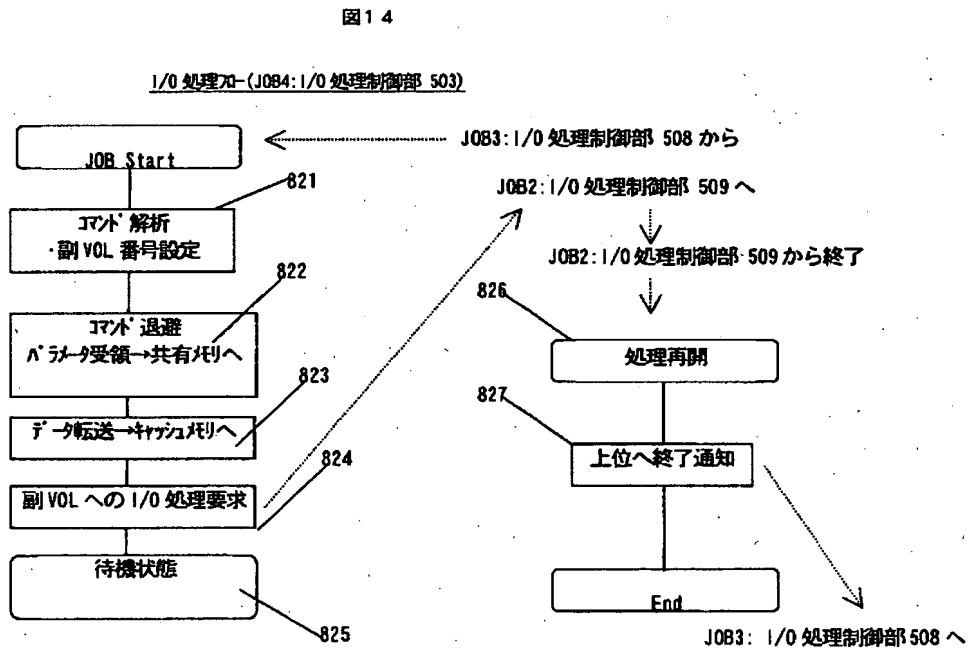 図14
I/O 処理フロー(JOB4:I/O 処理制御部 503)
JOB Start
JOB3:I/O 処理制御部 508 から
821
JOB2:I/O 処理制御部 509 へ
コマンド 解析
・副 VOL 番号設定
JOB2:I/O 処理制御部 509 から終了
822
826
コマンド 退避
パラメータ受領→共有メモリへ
処理再開
823
827
データ転送→キャッシュメモリへ
上位へ終了通知
824
副 VOL への I/O 処理要求
待機状態
End
825
JOB3: I/O 処理制御部 508 へ